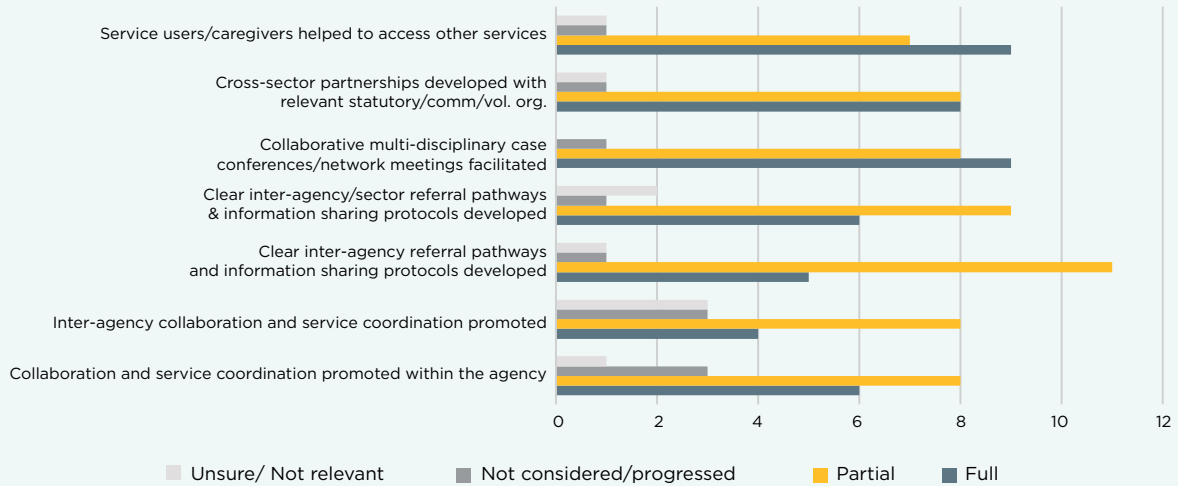 Service users/caregivers helped to access other services
Cross-sector partnerships developed with
relevant statutory/comm/vol. org.
Collaborative multi-disciplinary case
conferences/network meetings facilitated
Clear inter-agency/sector referral pathways
& information sharing protocols developed
Clear inter-agency referral pathways
and information sharing protocols developed
Inter-agency collaboration and service coordination promoted
Collaboration and service coordination promoted within the agency
0 2 4 6 8 10 12
Unsure/ Not relevant Not considered/progressed Partial Full